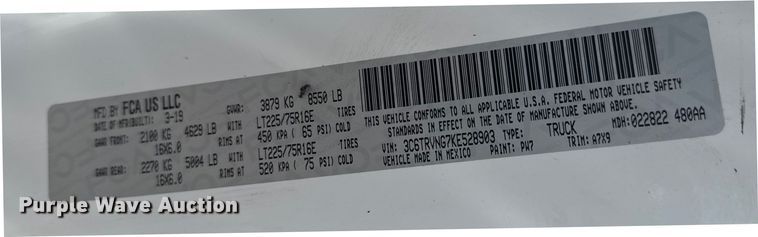 MFD BY FCA US LLC
DATE OF MFR(BUILT): 3-19 GVWR: 3879 KG 8550 LB
GAWR FRONT: 2100 KG 4629 LB WITH LT225/75R16E TIRES
16X6.0 RIMS AT 450 KPA ( 65 PSI) COLD
GAWR REAR: 2270 KG 5004 LB WITH LT225/75R16E TIRES
16X6.0 RIMS AT 520 KPA ( 75 PSI) COLD
THIS VEHICLE CONFORMS TO ALL APPLICABLE U.S.A. FEDERAL MOTOR VEHICLE SAFETY
STANDARDS IN EFFECT ON THE DATE OF MANUFACTURE SHOWN ABOVE.
VIN: 3C6TRVNG7KE528903 TYPE: TRUCK MDH: 022822 480AA
VEHICLE MADE IN MEXICO PAINT: PW7 TRIM: A7X9
Purple Wave Auction